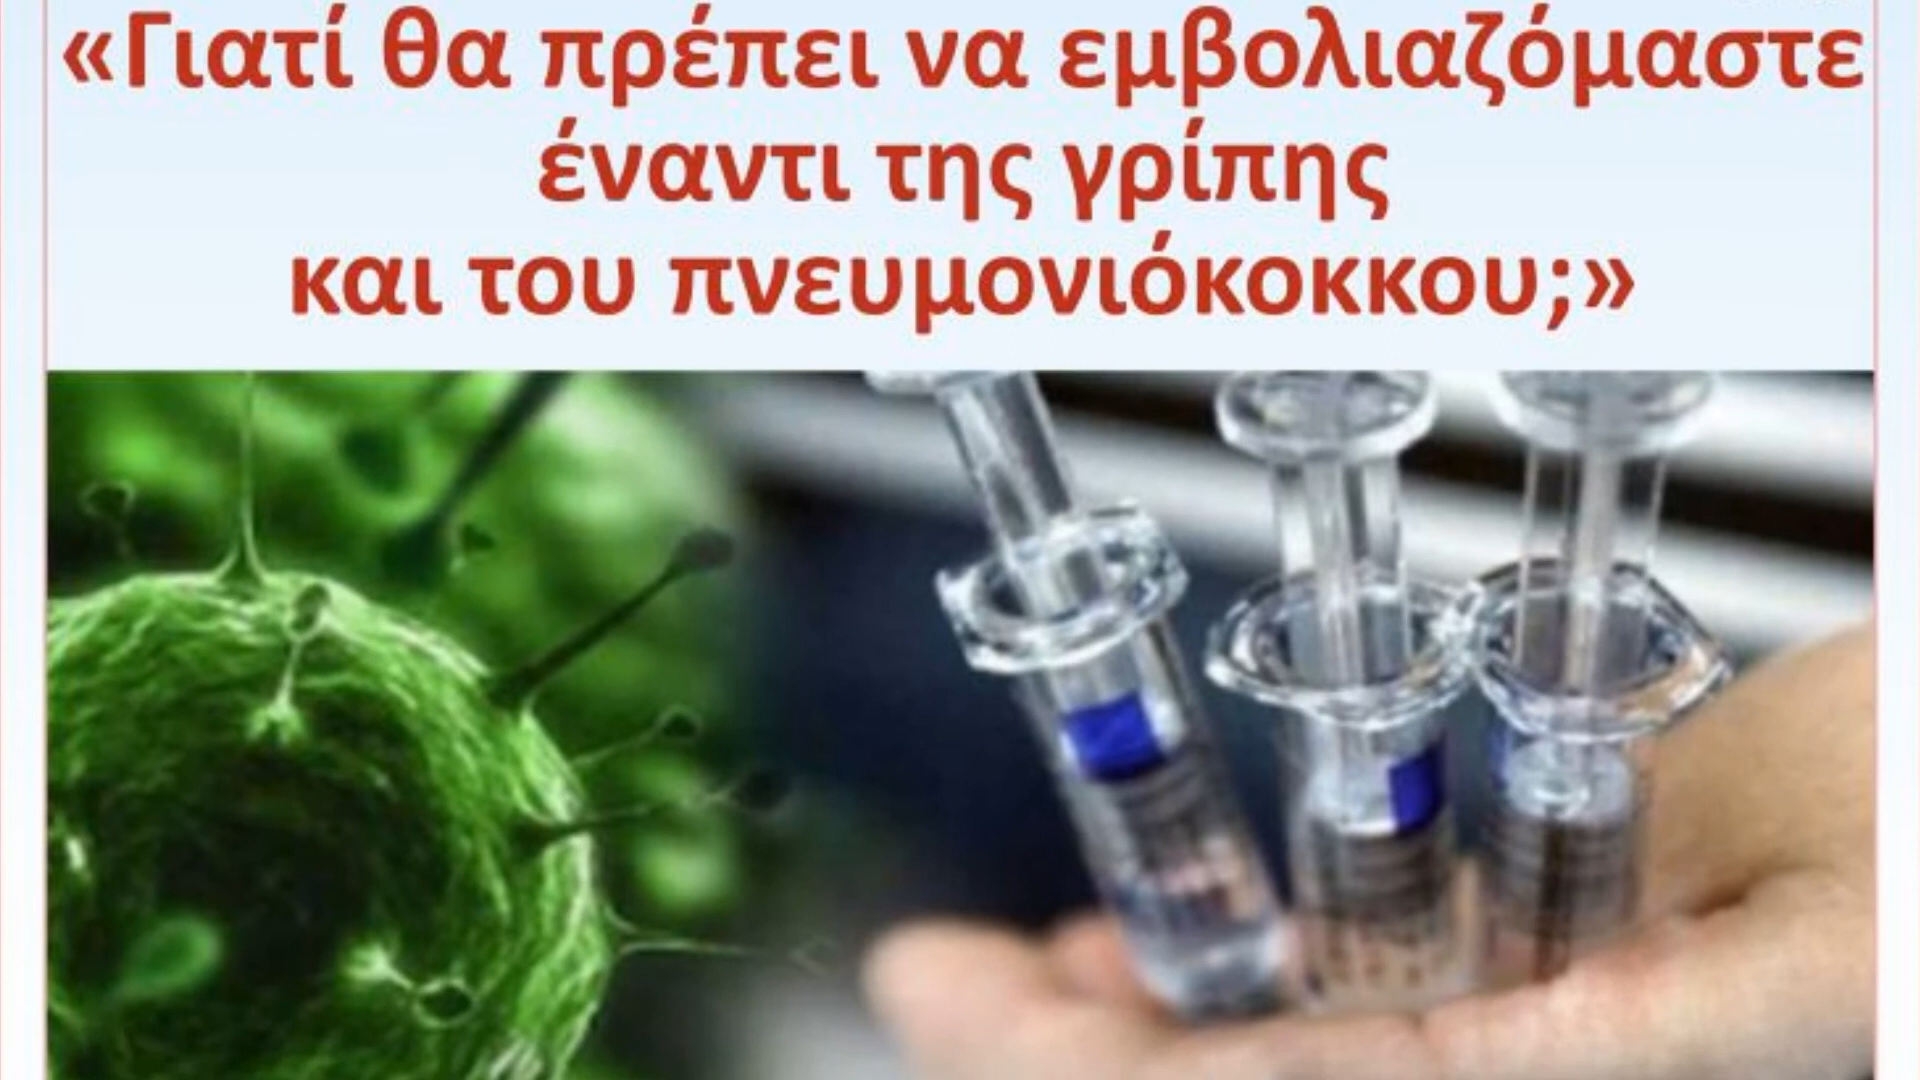 «Γιατί θα πρέπει να εμβολιαζόμαστε
έναντι της γρίπης
και του πνευμονιόκοκκου;»